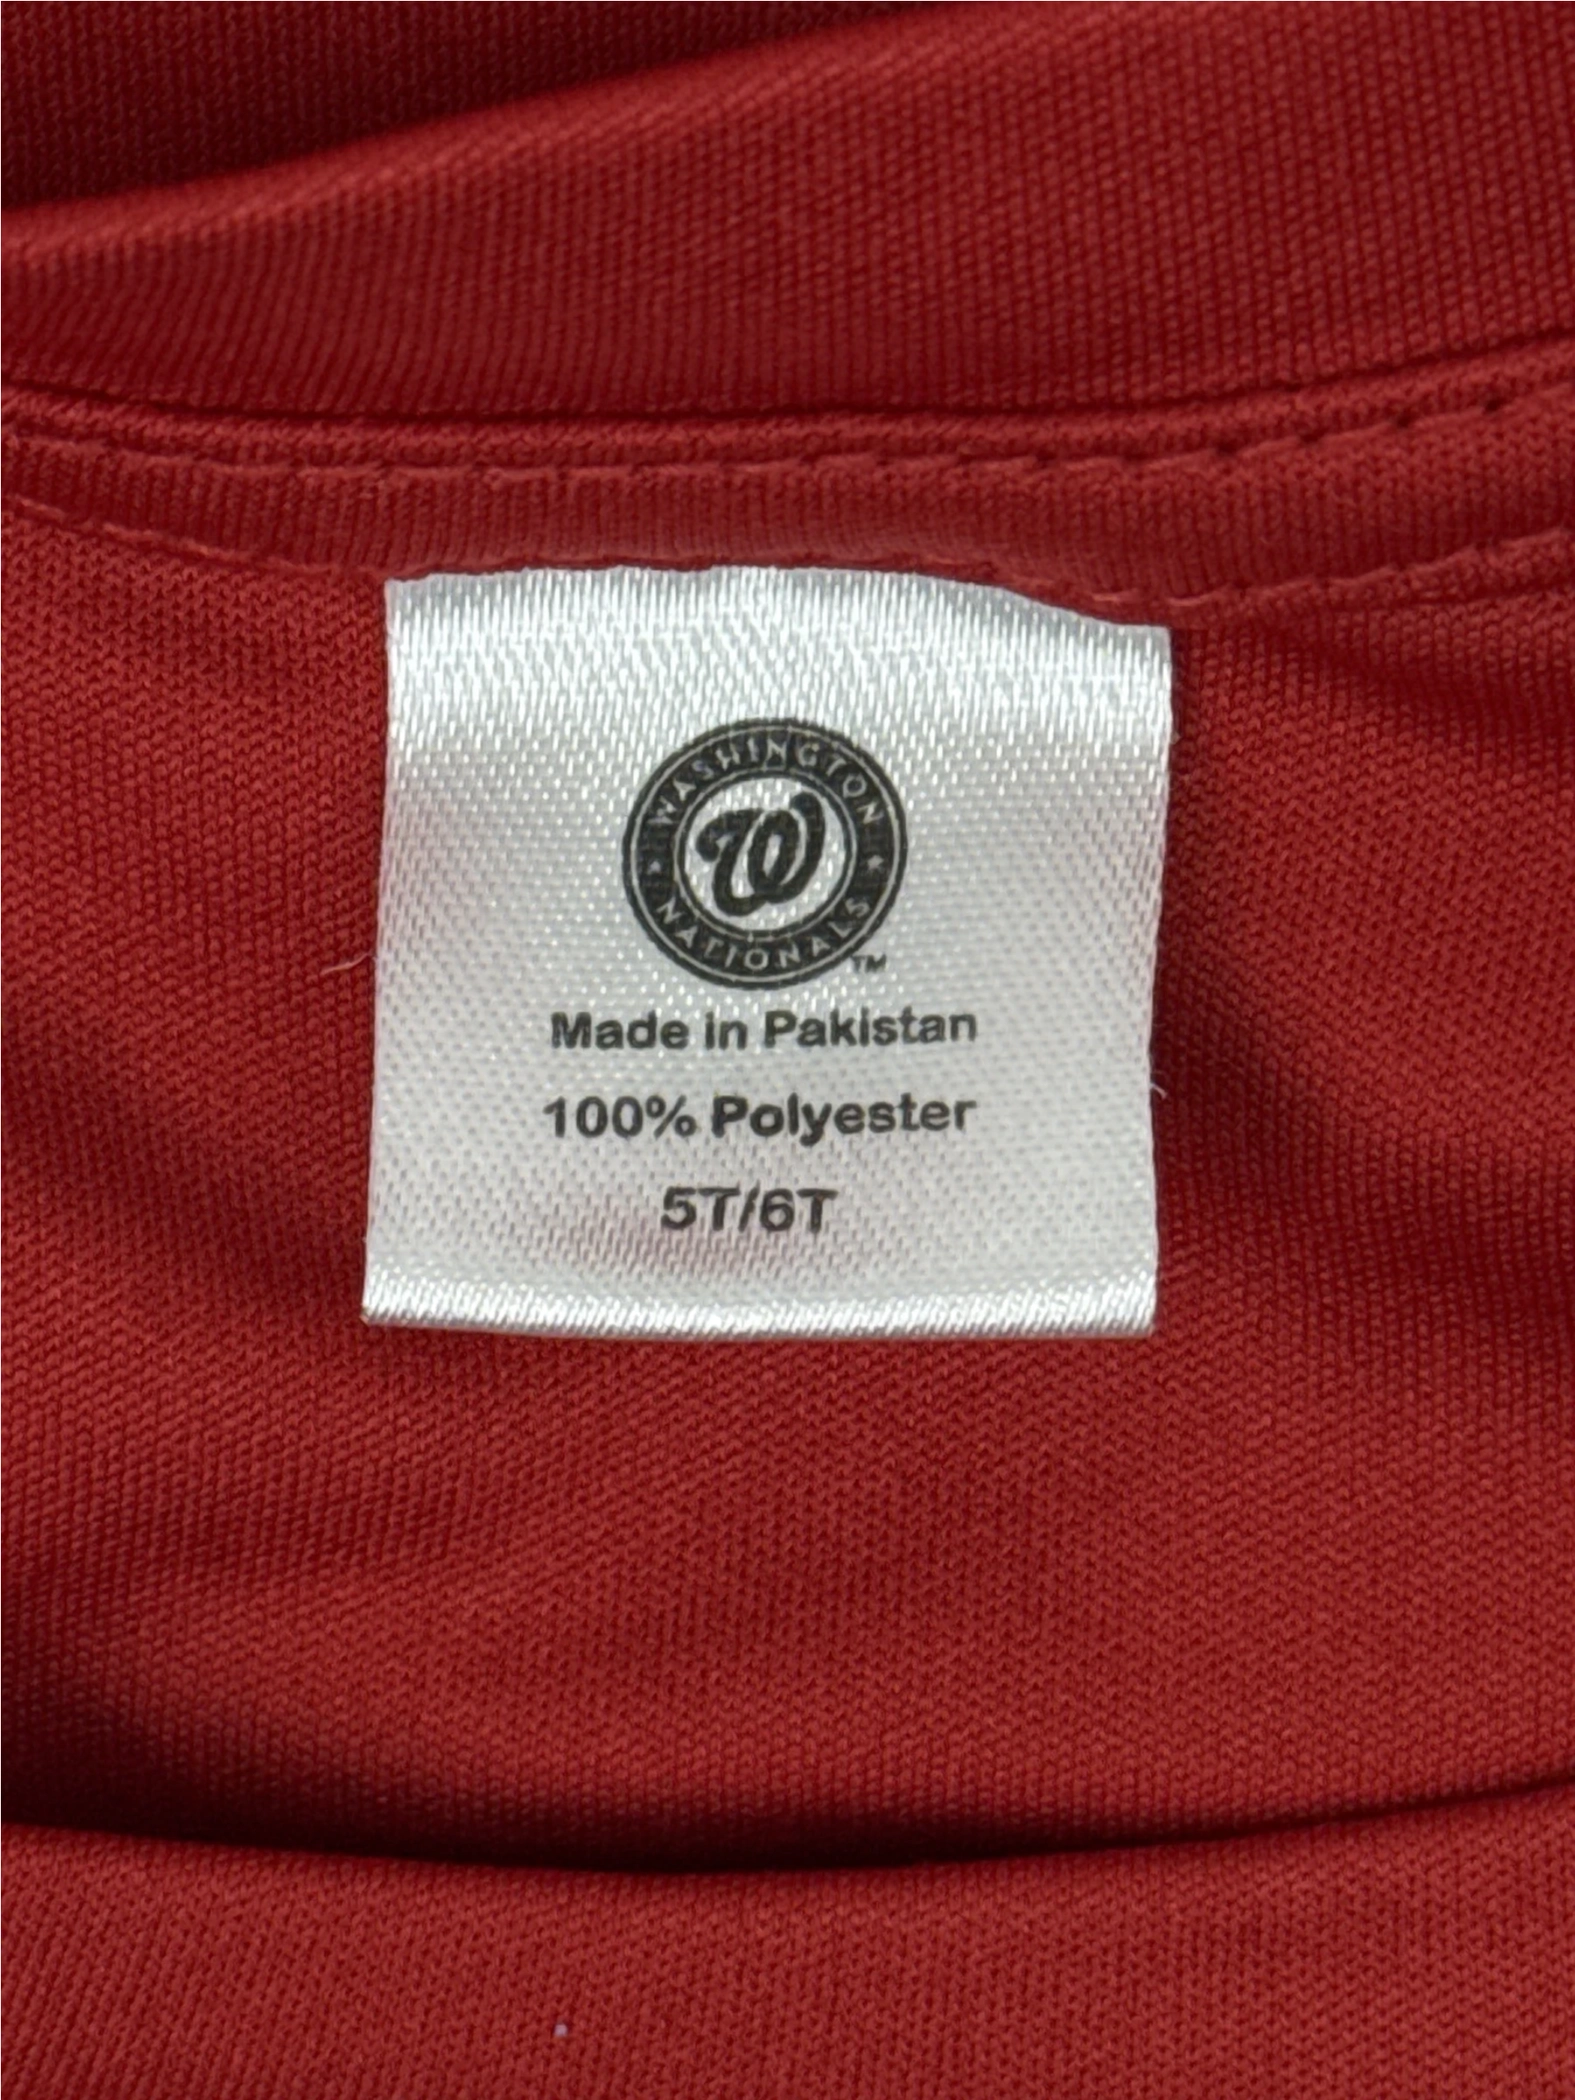 WASHINGTON
W
NATIONALS
TM
Made in Pakistan
100% Polyester
5T/6T